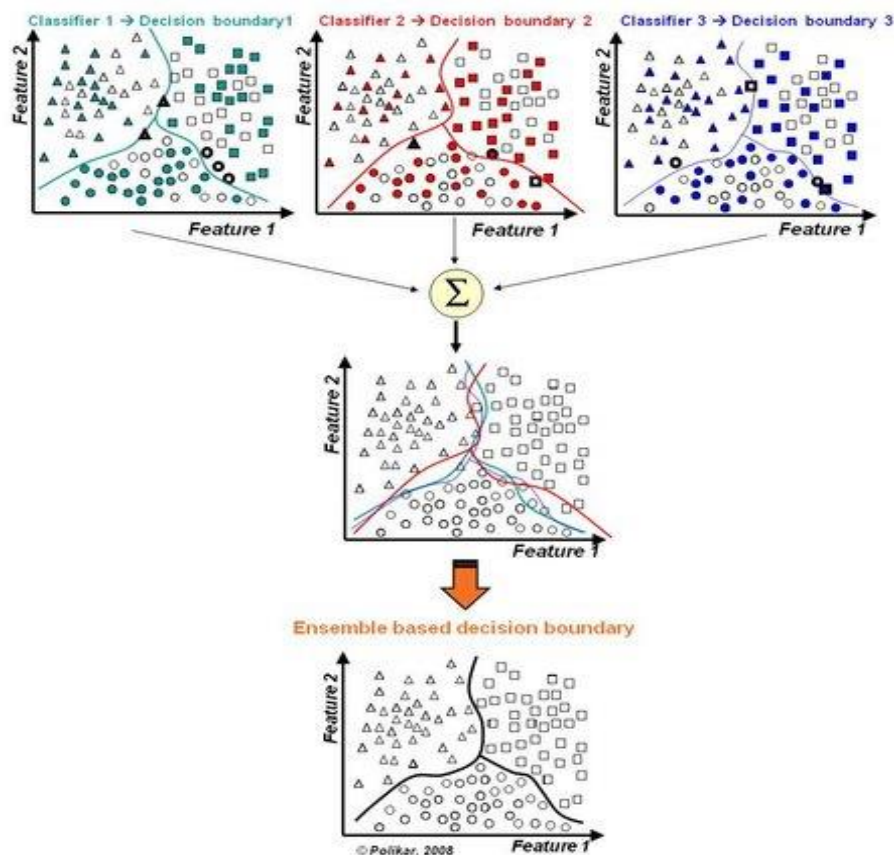 Classifier 1 → Decision boundary1
Classifier 2 → Decision boundary 2
Classifier 3 → Decision boundary 3
Feature 2
Feature 1
Feature 2
Feature 1
Feature 2
Feature 1
Σ
Feature 2
Feature 1
Ensemble based decision boundary
Feature 2
Feature 1
© Polikar, 2008